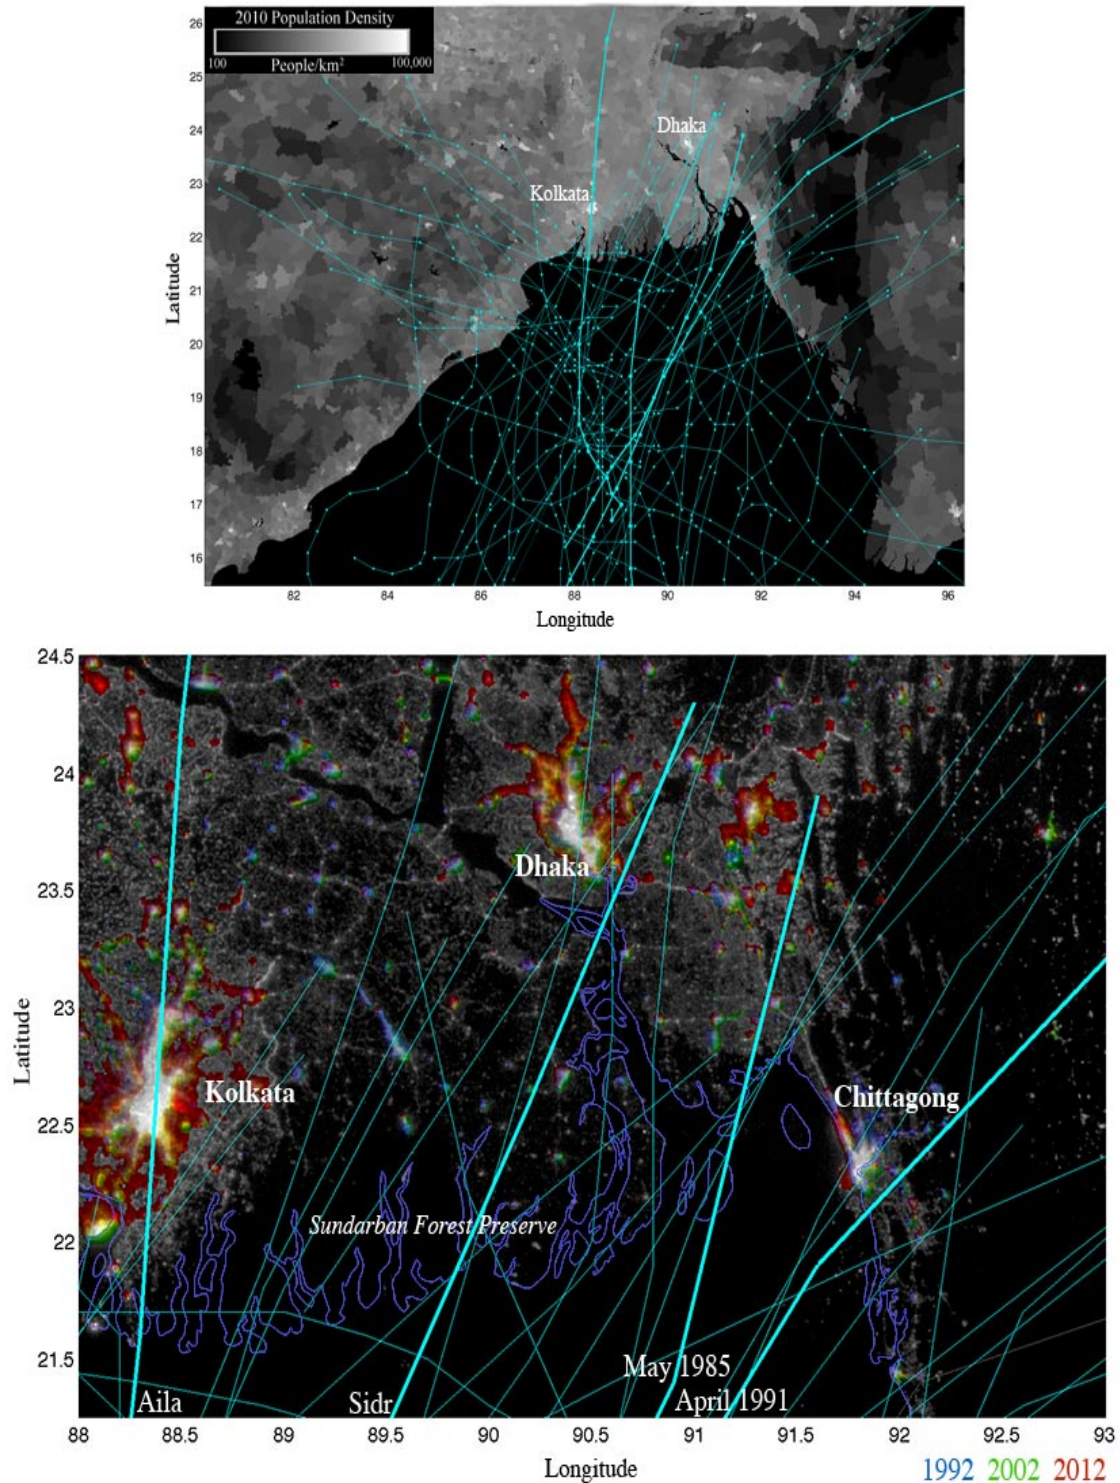 2010 Population Density
100 People/km² 100,000
26
25
24
23
22
21
20
19
18
17
16
Latitude
Dhaka
Kolkata
82 84 86 88 90 92 94 96
Longitude
24.5
24
23.5
23
22.5
22
21.5
Latitude
Dhaka
Kolkata
Chittagong
Sundarban Forest Preserve
May 1985
Aila
Sidr
April 1991
88 88.5 89 89.5 90 90.5 91 91.5 92 92.5 93
Longitude
1992 2002 2012